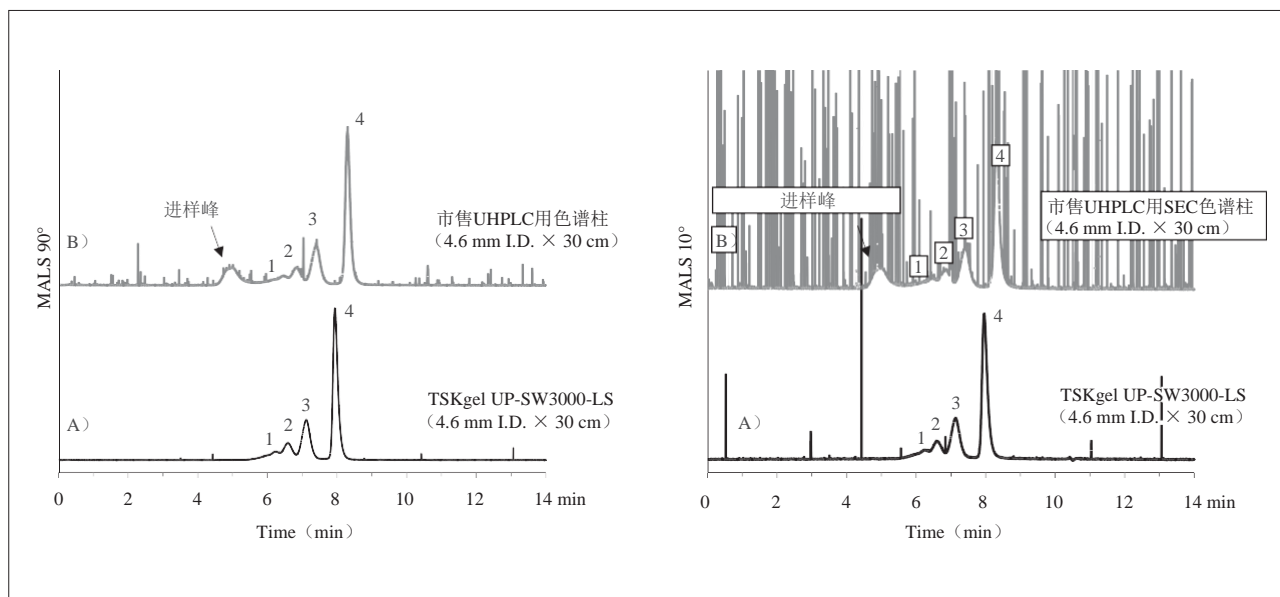 MALS 90°
4
进样峰
3
市售UHPLC用色谱柱
（4.6 mm I.D. × 30 cm）
B）
2
1
4
TSKgel UP-SW3000-LS
（4.6 mm I.D. × 30 cm）
3
A）
2
1
0 2 4 6 8 10 12 14 min
Time（min）
MALS 10°
4
进样峰
市售UHPLC用SEC色谱柱
（4.6 mm I.D. × 30 cm）
3
B）
2
1
4
TSKgel UP-SW3000-LS
（4.6 mm I.D. × 30 cm）
3
A）
2
1
0 2 4 6 8 10 12 14 min
Time（min）